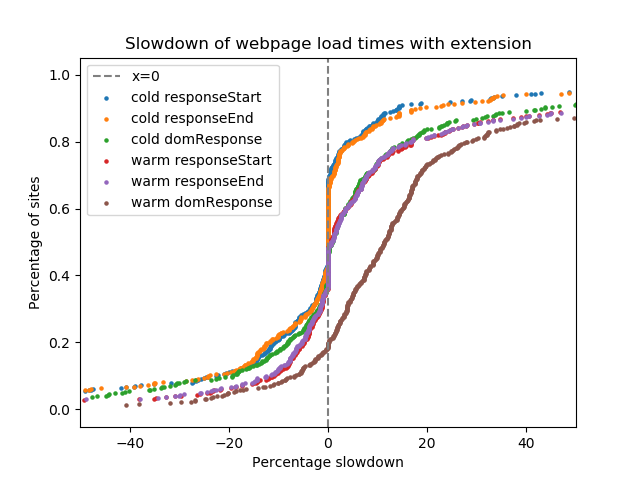 Slowdown of webpage load times with extension
1.0
0.8
0.6
0.4
0.2
0.0
Percentage of sites
x=0
cold responseStart
cold responseEnd
cold domResponse
warm responseStart
warm responseEnd
warm domResponse
−40
−20
0
20
40
Percentage slowdown